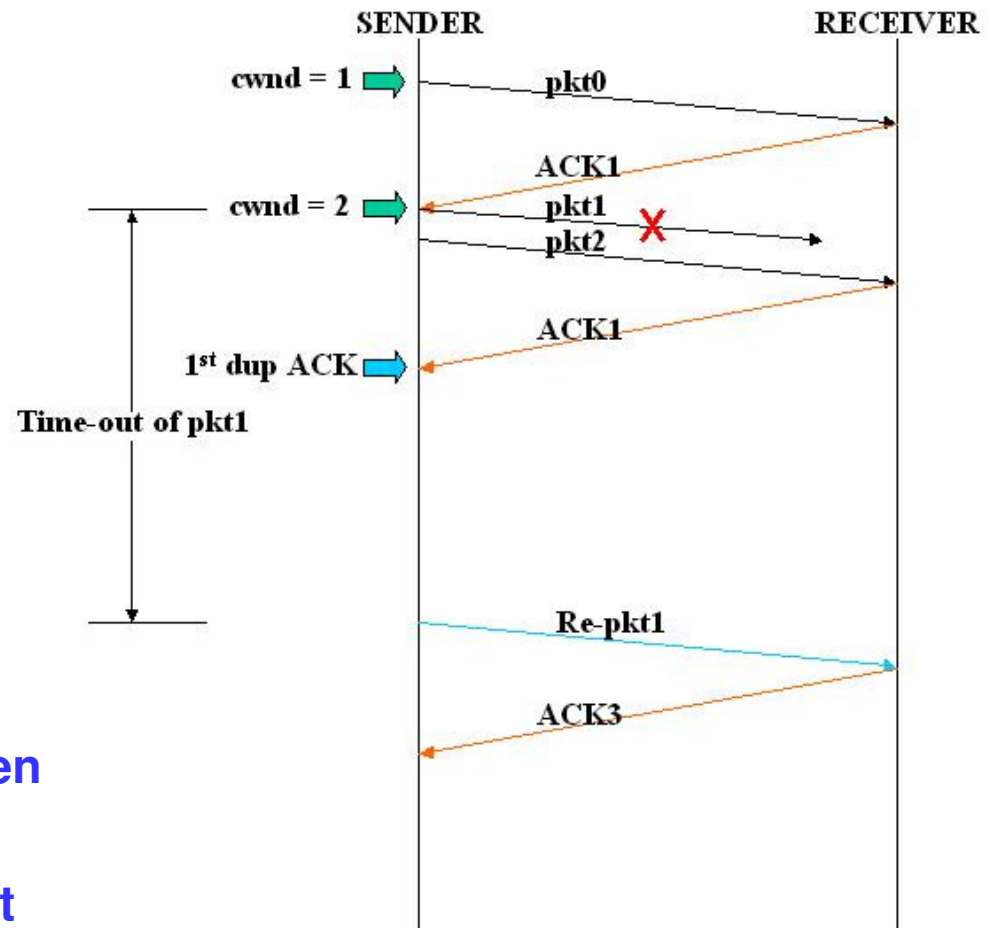 SENDER RECEIVER
cwnd = 1
pkt0
ACK1
cwnd = 2
pkt1
X
pkt2
ACK1
1st dup ACK
Time-out of pkt1
Re-pkt1
ACK3
en
t